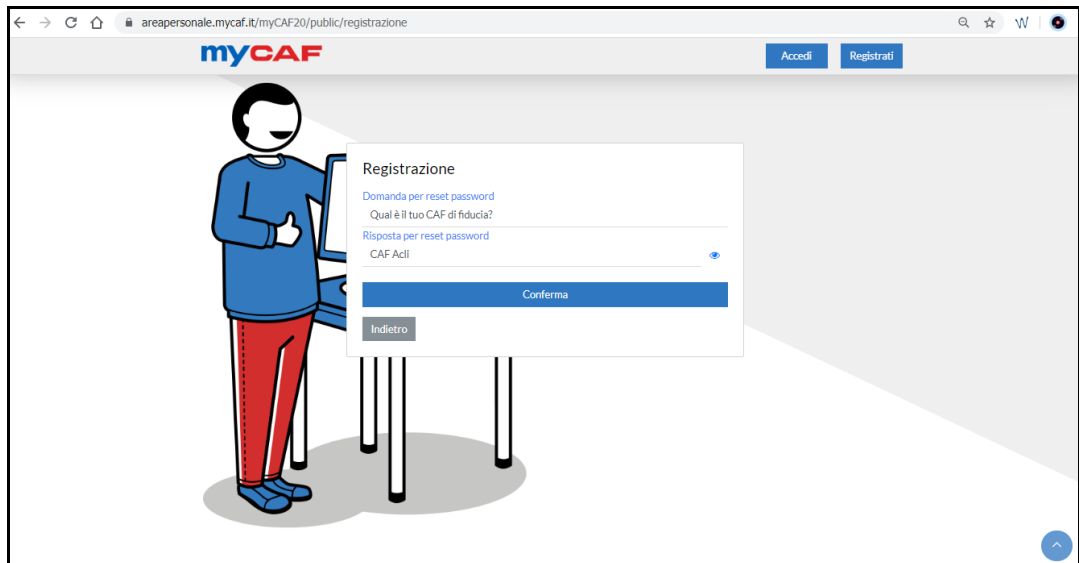 areapersonale.mycaf.it/myCAF20/public/registrazione
myCAF
Accedi
Registrati
Registrazione
Domanda per reset password
Qual è il tuo CAF di fiducia?
Risposta per reset password
CAF Acli
Conferma
Indietro